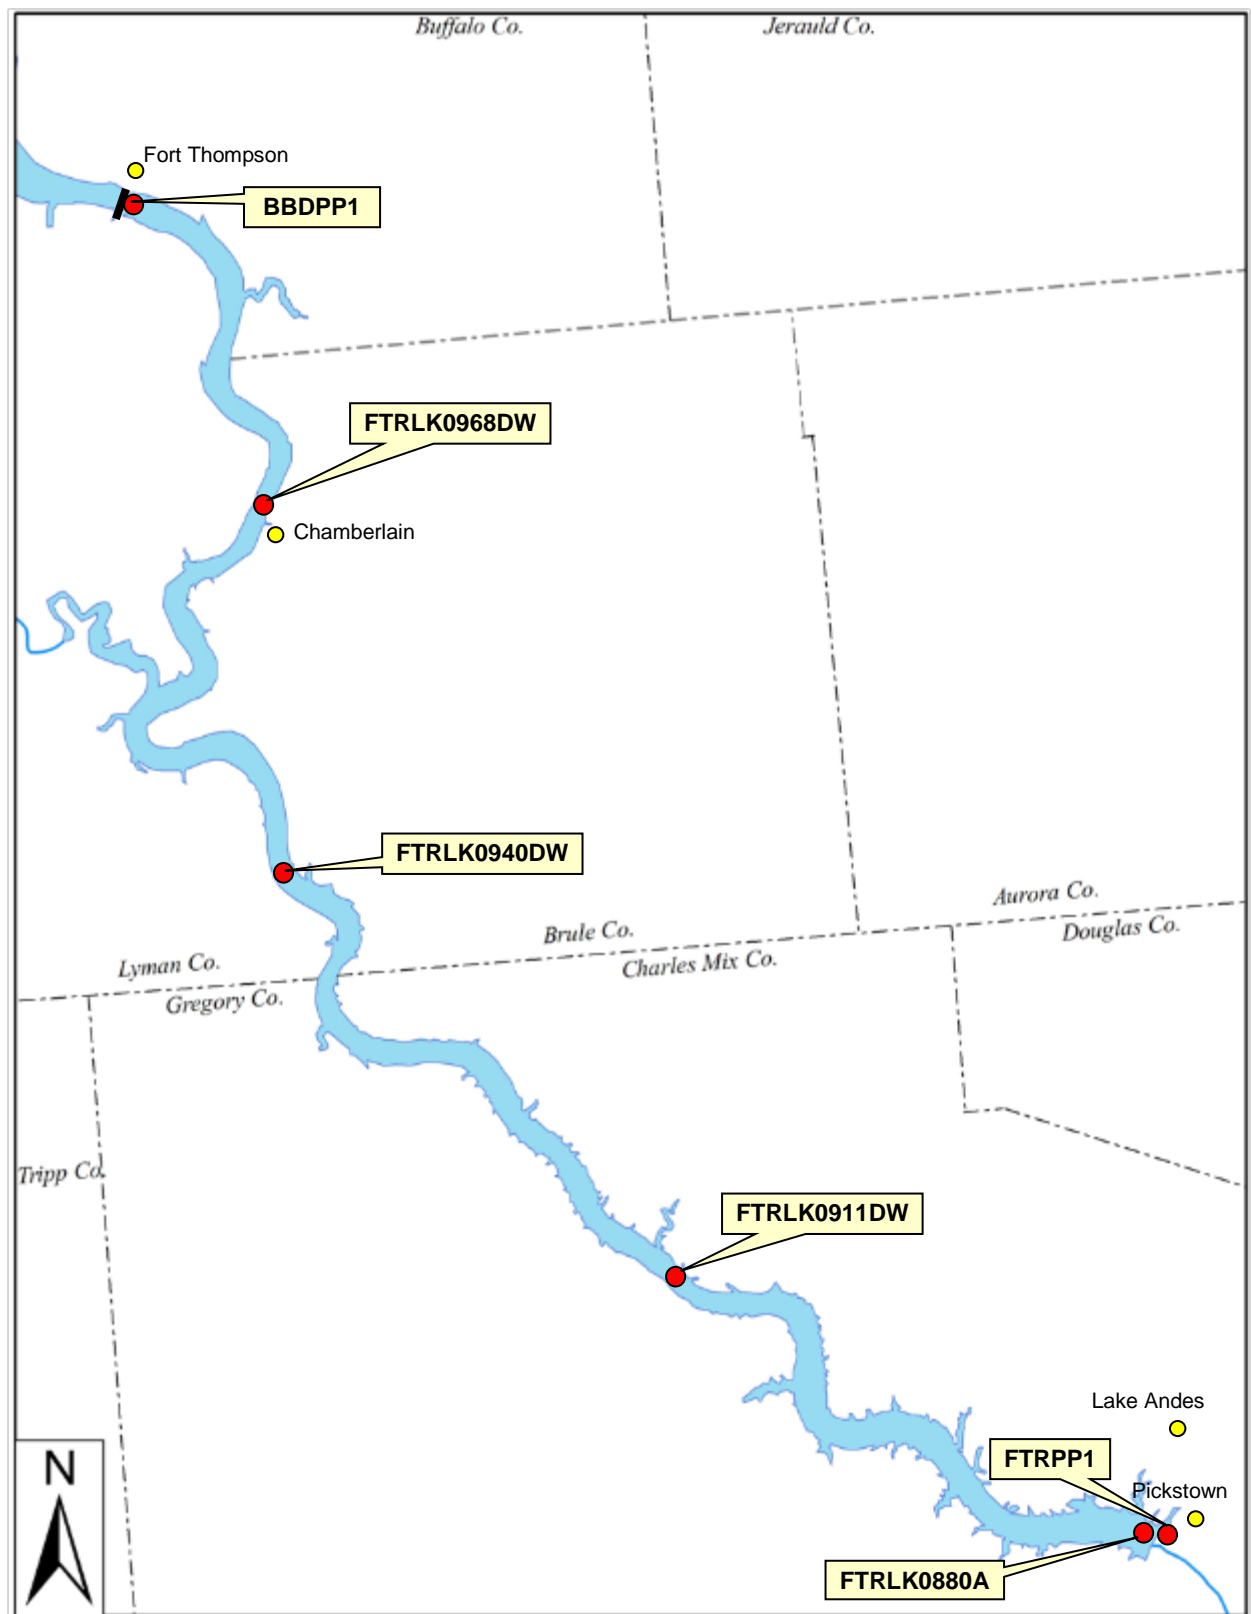 Buffalo Co.
Jerauld Co.
Fort Thompson
BBDPP1
FTRLK0968DW
Chamberlain
FTRLK0940DW
Aurora Co.
Brule Co.
Douglas Co.
Lyman Co.
Charles Mix Co.
Gregory Co.
Tripp Co.
FTRLK0911DW
Lake Andes
FTRPP1
N
Pickstown
FTRLK0880A